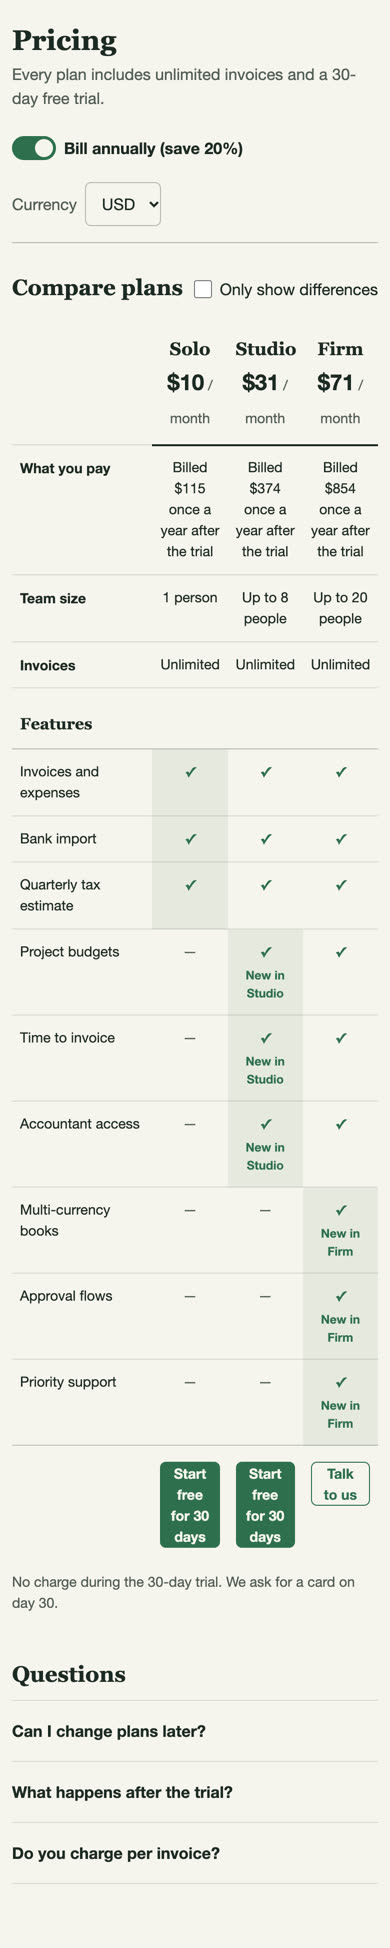 Pricing
Every plan includes unlimited invoices and a 30-
day free trial.
Bill annually (save 20%)
Currency USD
Compare plans Only show differences
Solo Studio Firm
$10 / $31 / $71 /
month month month
What you pay Billed Billed Billed
$115 $374 $854
once a once a once a
year after year after year after
the trial the trial the trial
Team size 1 person Up to 8 Up to 20
people people
Invoices Unlimited Unlimited Unlimited
Features
Invoices and ✓ ✓ ✓
expenses
Bank import ✓ ✓ ✓
Quarterly tax ✓ ✓ ✓
estimate
Project budgets — ✓ ✓
New in
Studio
Time to invoice — ✓ ✓
New in
Studio
Accountant access — ✓ ✓
New in
Studio
Multi-currency — — ✓
books New in
Firm
Approval flows — — ✓
New in
Firm
Priority support — — ✓
New in
Firm
Start Start Talk
free free to us
for 30 for 30
days days
No charge during the 30-day trial. We ask for a card on
day 30.
Questions
Can I change plans later?
What happens after the trial?
Do you charge per invoice?